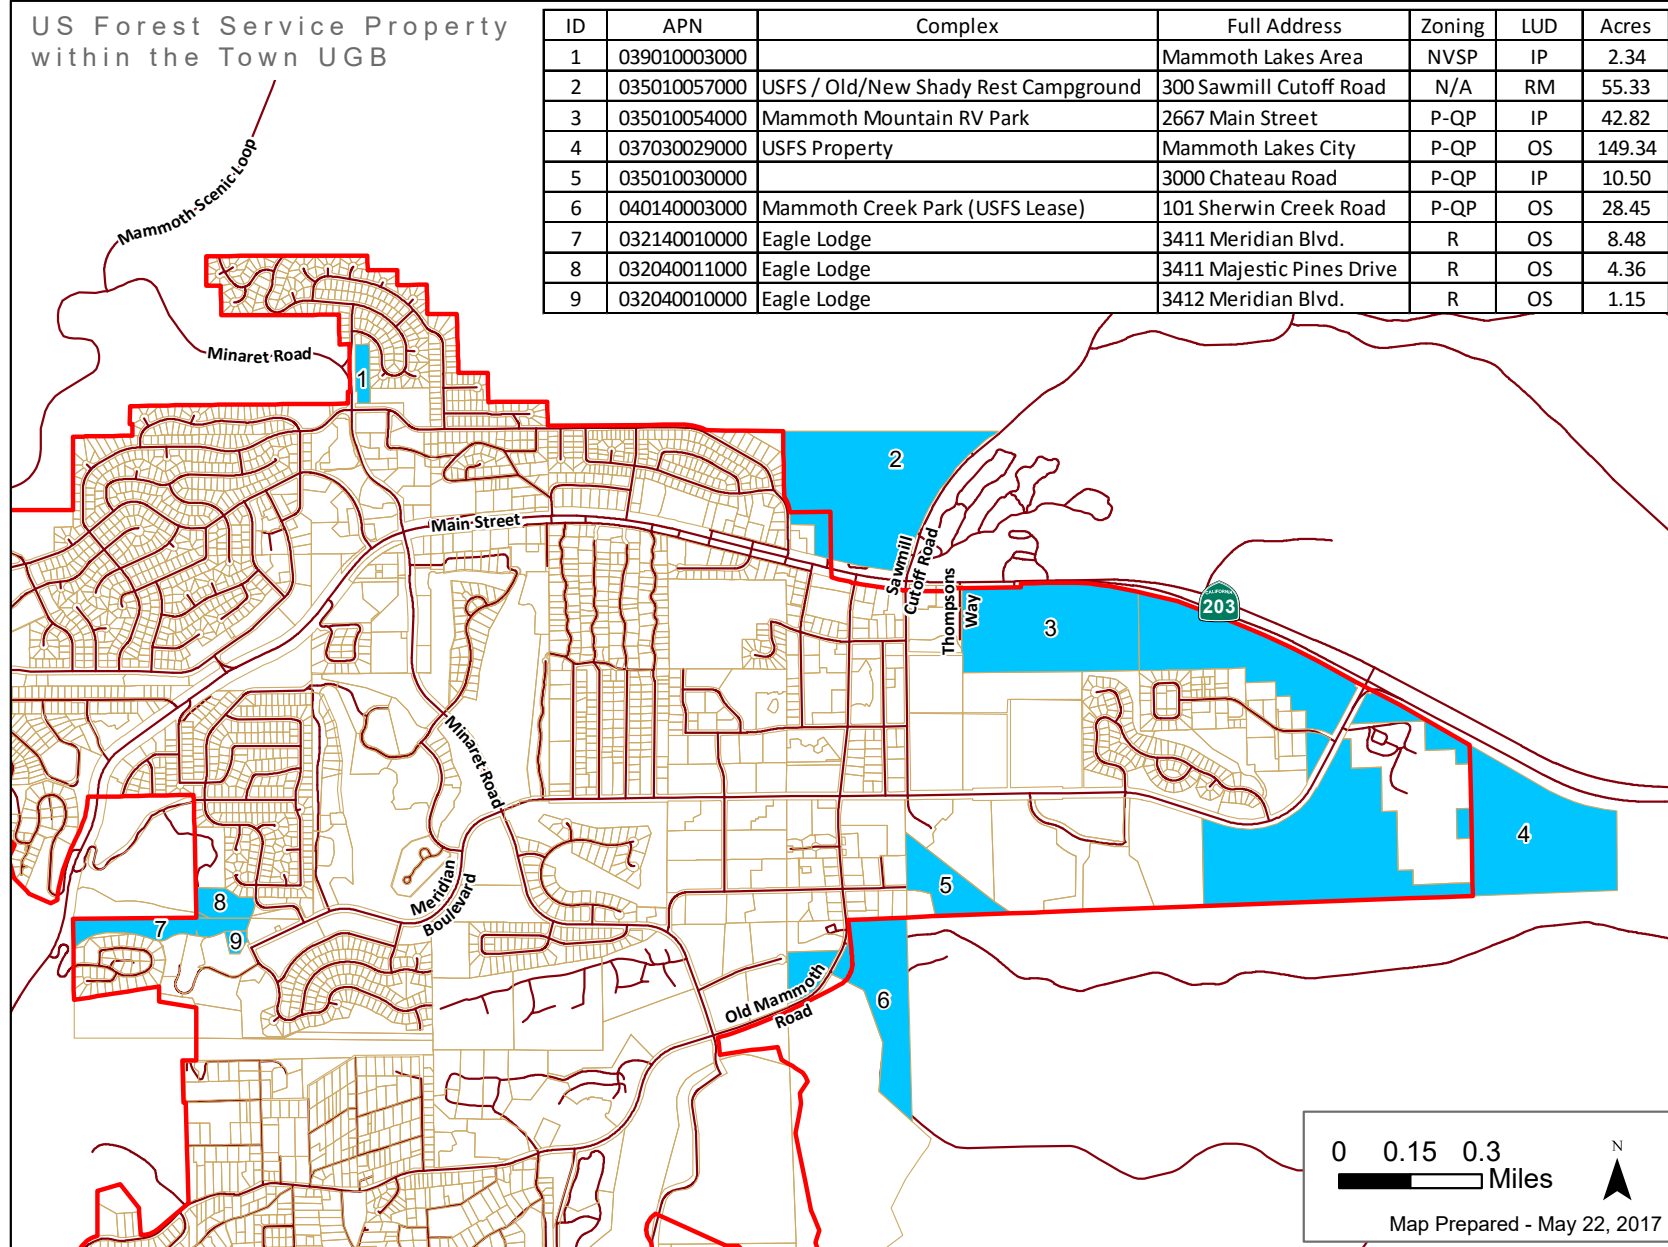 US Forest Service Property
within the Town UGB
ID APN Complex Full Address Zoning LUD Acres
1 039010003000 Mammoth Lakes Area NVSP IP 2.34
2 035010057000 USFS / Old/New Shady Rest Campground 300 Sawmill Cutoff Road N/A RM 55.33
3 035010054000 Mammoth Mountain RV Park 2667 Main Street P-QP IP 42.82
4 037030029000 USFS Property Mammoth Lakes City P-QP OS 149.34
5 035010030000 3000 Chateau Road P-QP IP 10.50
6 040140003000 Mammoth Creek Park (USFS Lease) 101 Sherwin Creek Road P-QP OS 28.45
7 032140010000 Eagle Lodge 3411 Meridian Blvd. R OS 8.48
8 032040011000 Eagle Lodge 3411 Majestic Pines Drive R OS 4.36
9 032040010000 Eagle Lodge 3412 Meridian Blvd. R OS 1.15
Mammoth Scenic Loop
Minaret Road
1
2
Main Street
Sawmill
Cutoff Road
Thompsons
Way
3
CALIFORNIA
203
Minaret Road
4
5
Meridian
Boulevard
8
7
9
6
Old Mammoth
Road
0 0.15 0.3
Miles
N
Map Prepared - May 22, 2017